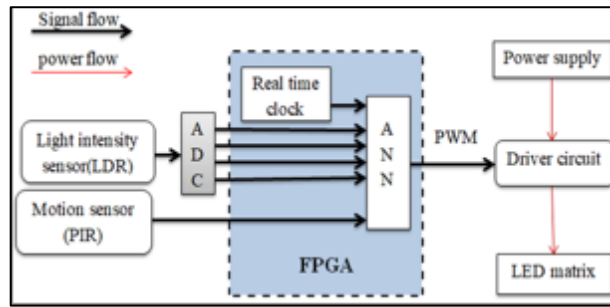 Signal flow
power flow
Real time
clock
Light intensity
sensor(LDR)
A
D
C
Motion sensor
(PIR)
A
N
N
FPGA
PWM
Power supply
Driver circuit
LED matrix